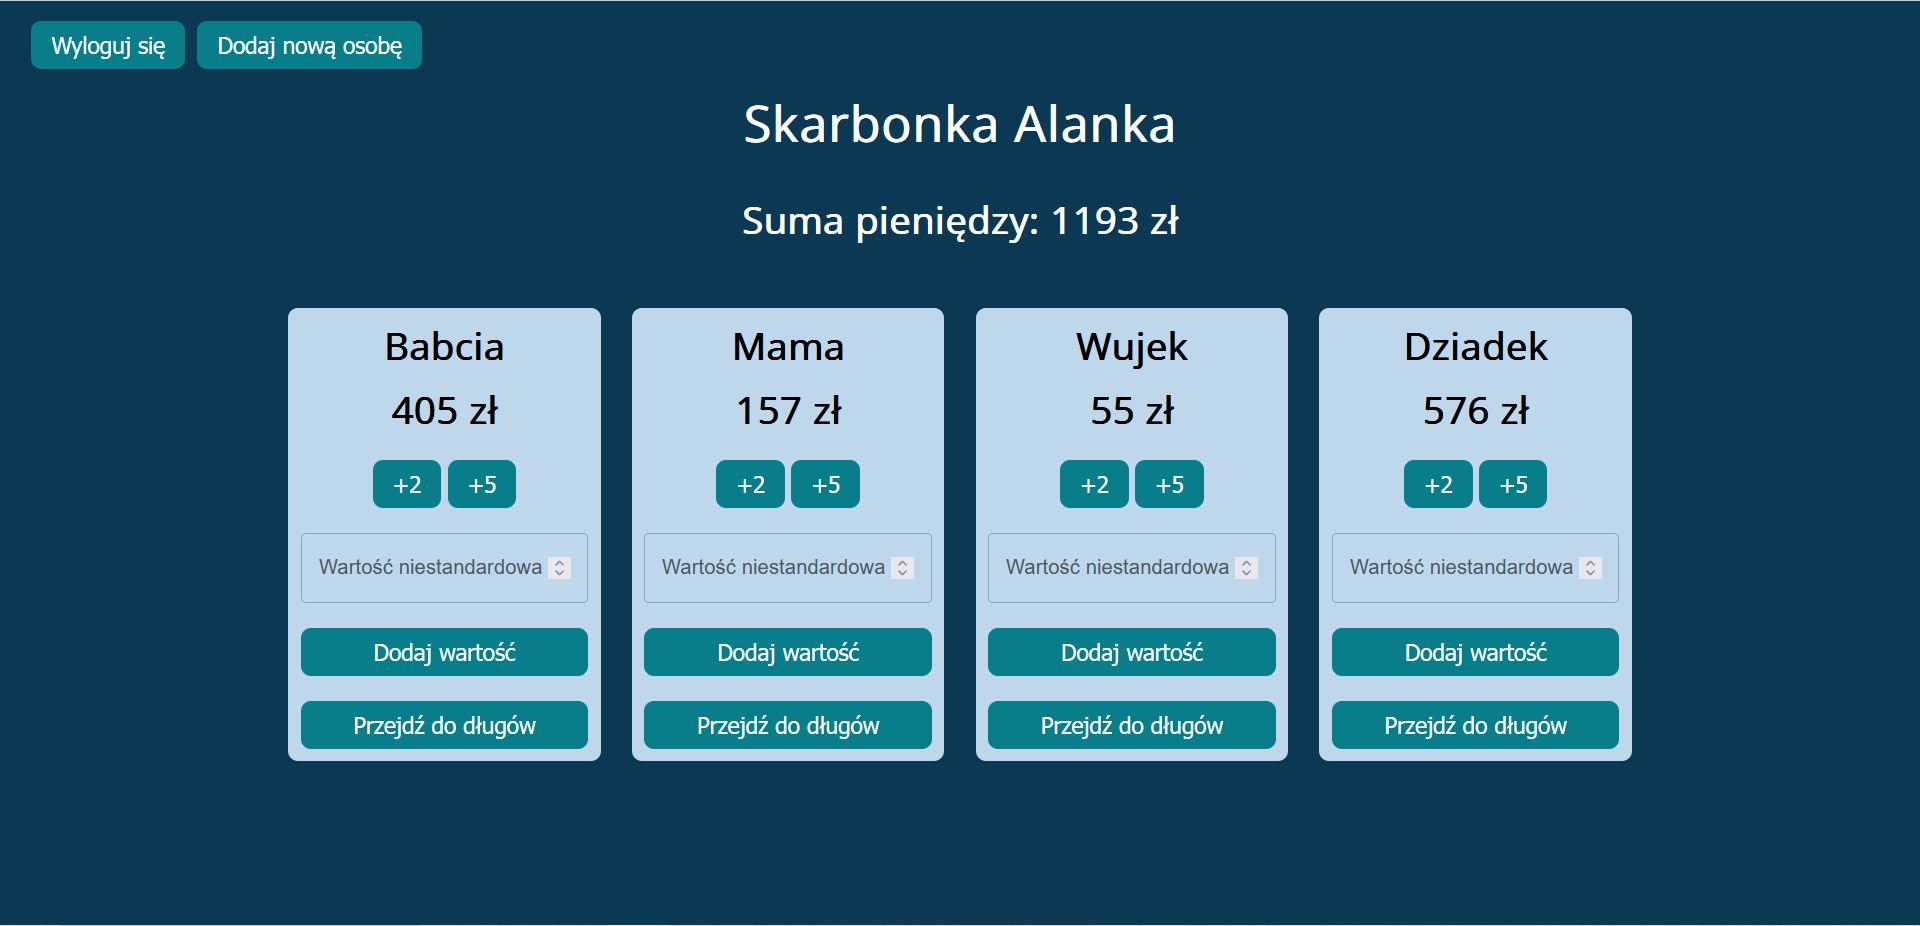 Wyloguj się Dodaj nową osobę
Skarbonka Alanka
Suma pieniędzy: 1193 zł
Babcia
405 zł
+2 +5
Wartość niestandardowa
Dodaj wartość
Przejdź do długów
Mama
157 zł
+2 +5
Wartość niestandardowa
Dodaj wartość
Przejdź do długów
Wujek
55 zł
+2 +5
Wartość niestandardowa
Dodaj wartość
Przejdź do długów
Dziadek
576 zł
+2 +5
Wartość niestandardowa
Dodaj wartość
Przejdź do długów